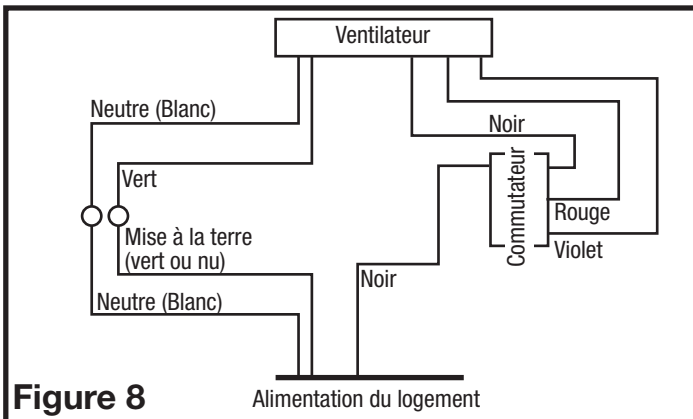 Ventilateur
Neutre (Blanc)
Noir
Vert
Commutateur
Rouge
Mise à la terre
(vert ou nu)
Violet
Noir
Neutre (Blanc)
Figure 8
Alimentation du logement